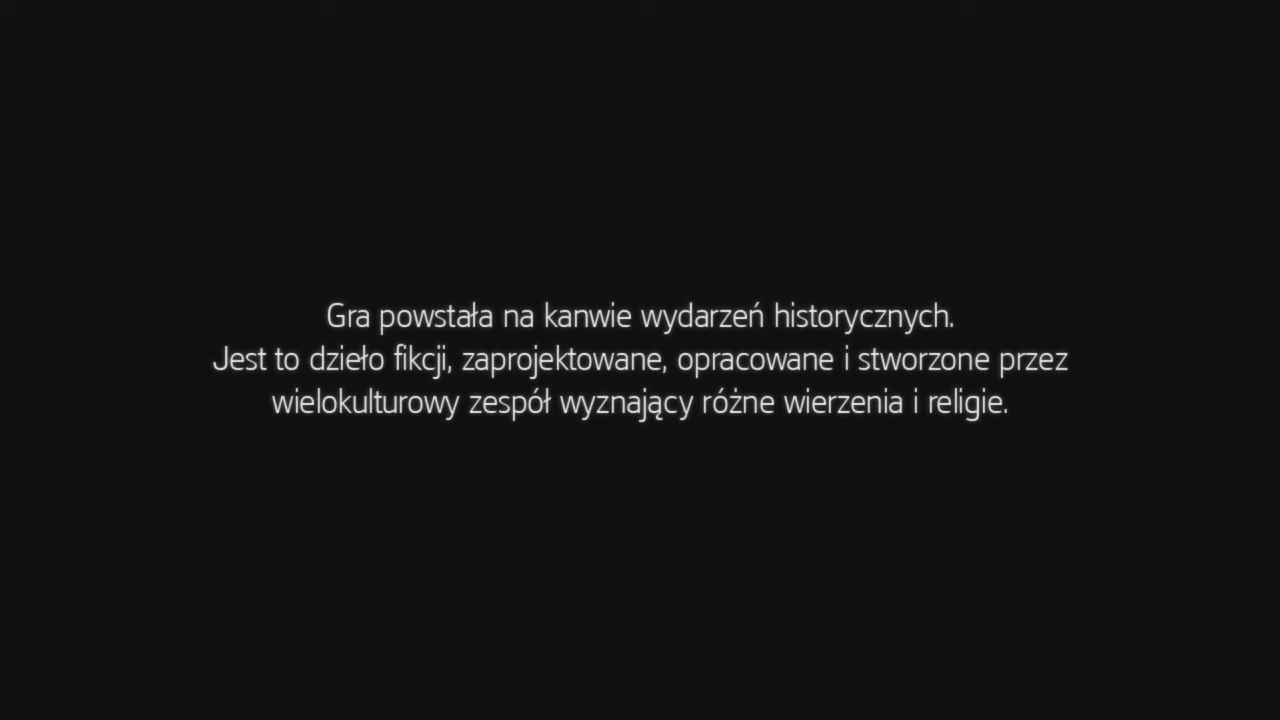 Gra powstała na kanwie wydarzeń historycznych.
Jest to dzieło fikcji, zaprojektowane, opracowane i stworzone przez
wielokulturowy zespół wyznający różne wierzenia i religie.